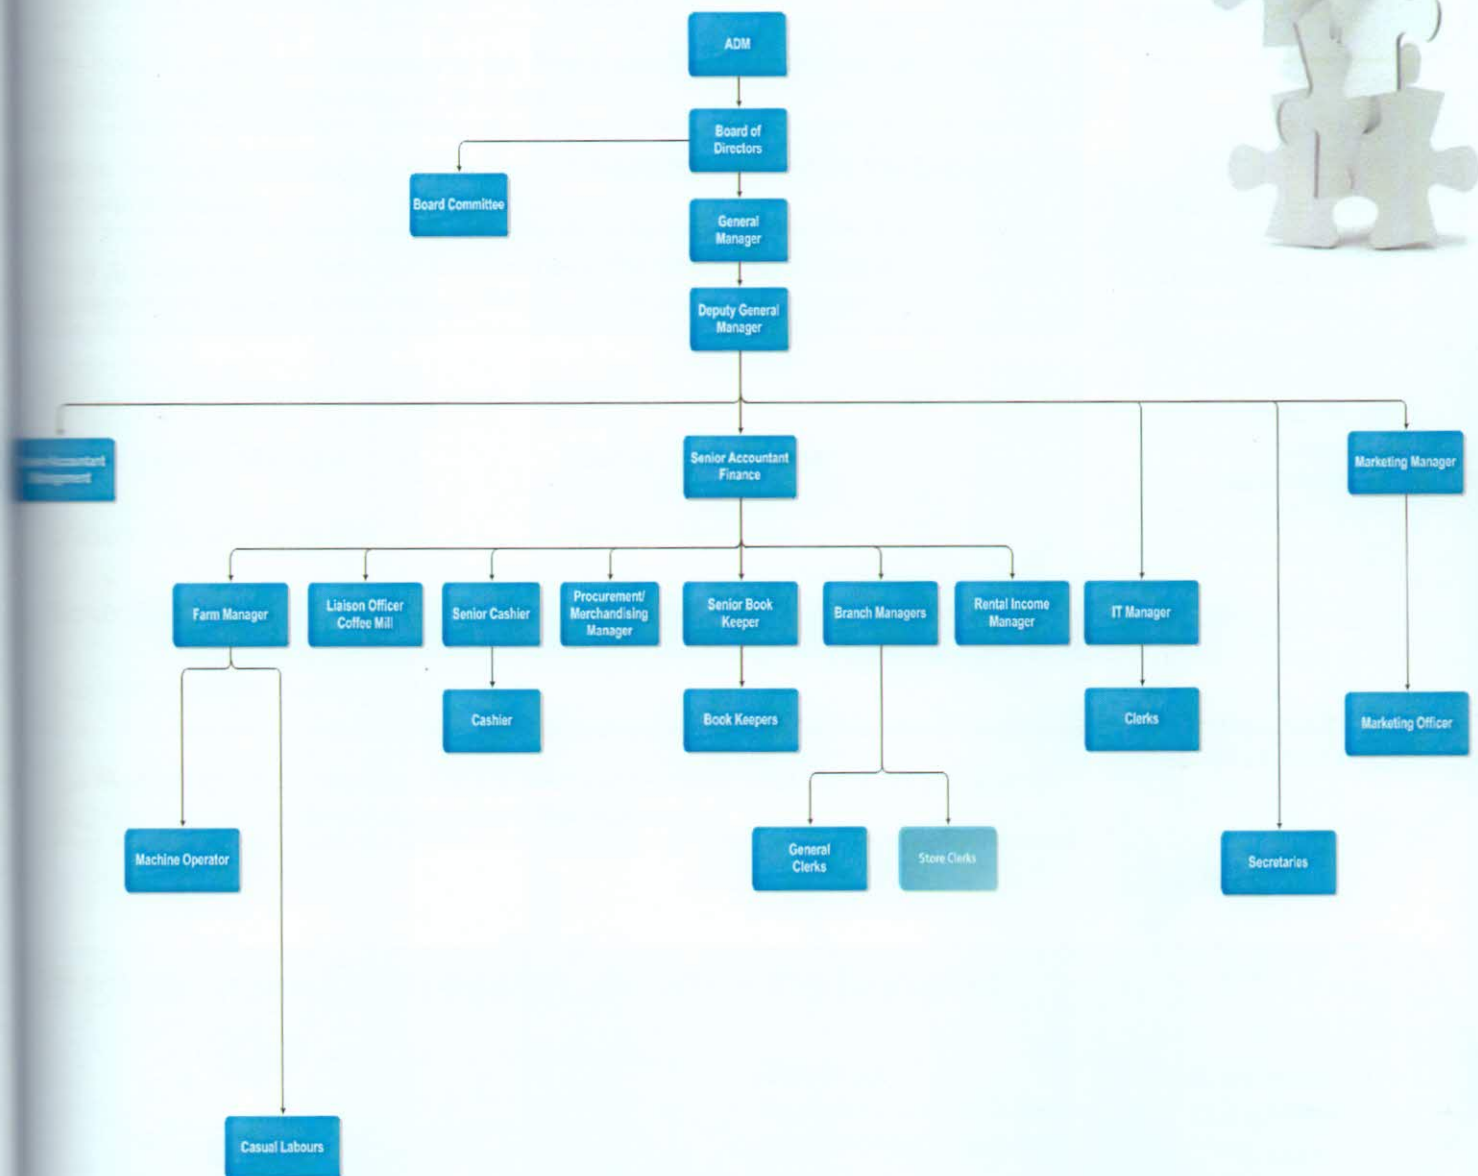 ADM
Board of
Directors
Board Committee
General
Manager
Deputy General
Manager
Senior Accountant
Finance
Marketing Manager
Farm Manager
Liaison Officer
Coffee Mill
Senior Cashier
Procurement/
Merchandising
Manager
Senior Book
Keeper
Branch Managers
Rental Income
Manager
IT Manager
Cashier
Book Keepers
Clerks
Marketing Officer
Machine Operator
General
Clerks
Store Clerks
Secretaries
Casual Labours